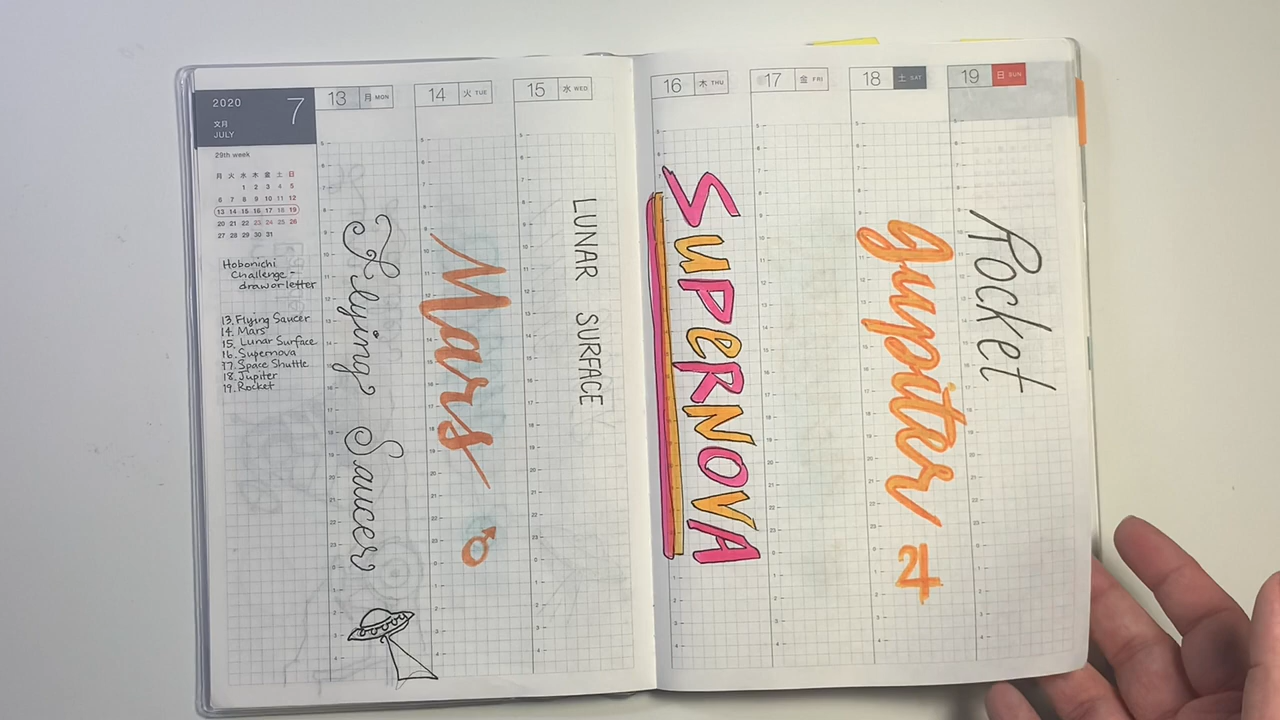 2020 7
文月
JULY
29th week
月 火 水 木 金 土 日
1 2 3 4 5
6 7 8 9 10 11 12
13 14 15 16 17 18 19
20 21 22 23 24 25 26
27 28 29 30 31
Hobonichi
Challenge -
draw or letter
13. Flying Saucer
14. Mars
15. Lunar Surface
16. Supernova
17. Space Shuttle
18. Jupiter
19. Rocket
13 月 MON
Flying Saucer
14 火 TUE
Mars ♂
15 水 WED
LUNAR SURFACE
16 木 THU
SUPERNOVA
17 金 FRI
18 土 SAT
Jupiter ♃
19 日 SUN
Rocket